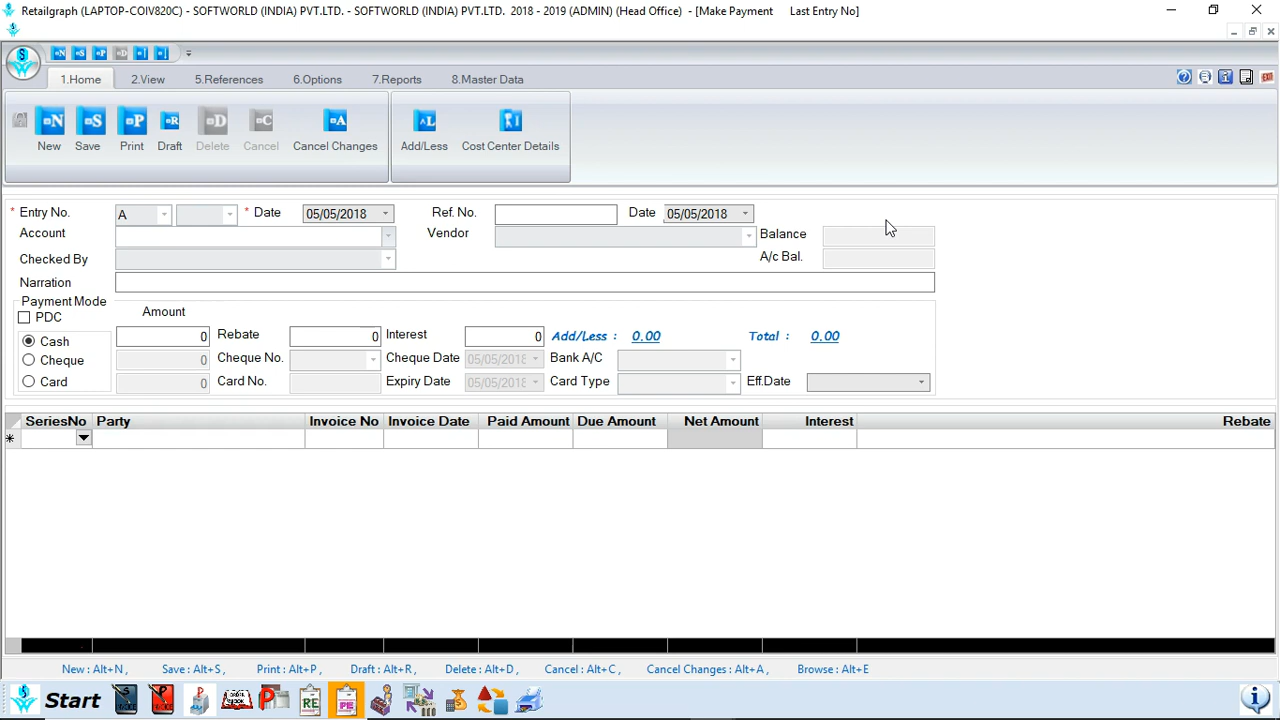 Retailgraph (LAPTOP-COIV820C) - SOFTWORLD (INDIA) PVT.LTD. - SOFTWORLD (INDIA) PVT.LTD. 2018 - 2019 (ADMIN) (Head Office) - [Make Payment Last Entry No]
1.Home 2.View 5.References 6.Options 7.Reports 8.Master Data
New Save Print Draft Delete Cancel Cancel Changes Add/Less Cost Center Details
* Entry No. A * Date 05/05/2018 Ref. No. Date 05/05/2018
Account Vendor Balance
Checked By A/c Bal.
Narration
Payment Mode Amount
PDC
Cash 0 Rebate 0 Interest 0 Add/Less : 0.00 Total : 0.00
Cheque 0 Cheque No. Cheque Date 05/05/2018 Bank A/C
Card 0 Card No. Expiry Date 05/05/2018 Card Type Eff.Date
SeriesNo Party Invoice No Invoice Date Paid Amount Due Amount Net Amount Interest Rebate
New : Alt+N , Save : Alt+S , Print : Alt+P , Draft : Alt+R , Delete : Alt+D , Cancel : Alt+C , Cancel Changes : Alt+A , Browse : Alt+E
Start